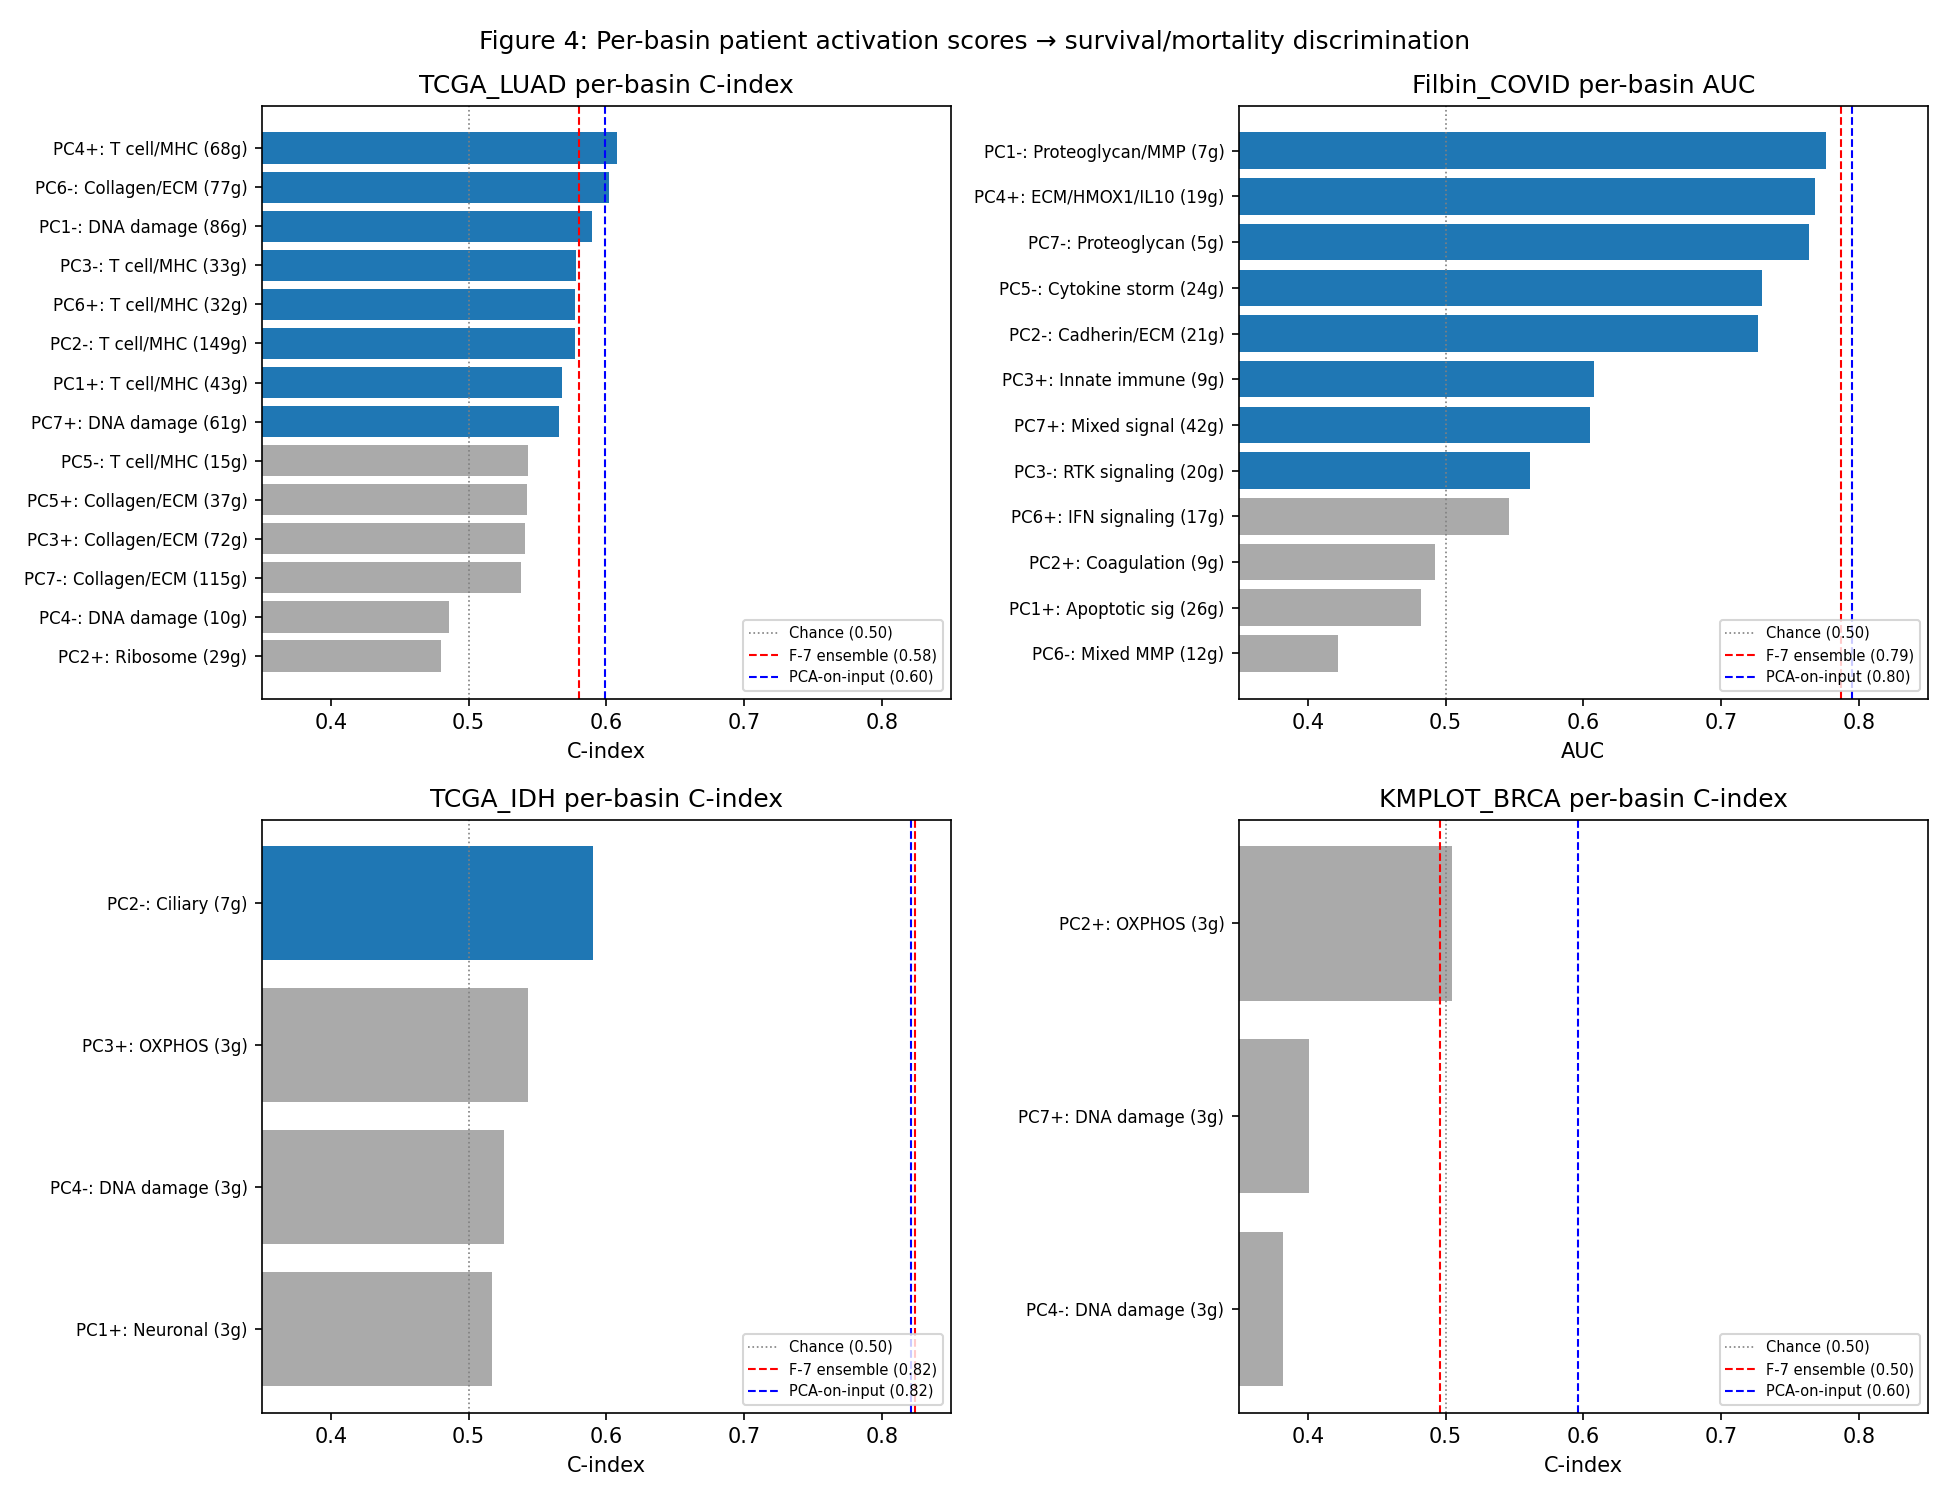 Figure 4: Per-basin patient activation scores → survival/mortality discrimination
TCGA_LUAD per-basin C-index
PC4+: T cell/MHC (68g)
PC6-: Collagen/ECM (77g)
PC1-: DNA damage (86g)
PC3-: T cell/MHC (33g)
PC6+: T cell/MHC (32g)
PC2-: T cell/MHC (149g)
PC1+: T cell/MHC (43g)
PC7+: DNA damage (61g)
PC5-: T cell/MHC (15g)
PC5+: Collagen/ECM (37g)
PC3+: Collagen/ECM (72g)
PC7-: Collagen/ECM (115g)
PC4-: DNA damage (10g)
PC2+: Ribosome (29g)
Chance (0.50)
F-7 ensemble (0.58)
PCA-on-input (0.60)
0.4 0.5 0.6 0.7 0.8
C-index
Filbin_COVID per-basin AUC
PC1-: Proteoglycan/MMP (7g)
PC4+: ECM/HMOX1/IL10 (19g)
PC7-: Proteoglycan (5g)
PC5-: Cytokine storm (24g)
PC2-: Cadherin/ECM (21g)
PC3+: Innate immune (9g)
PC7+: Mixed signal (42g)
PC3-: RTK signaling (20g)
PC6+: IFN signaling (17g)
PC2+: Coagulation (9g)
PC1+: Apoptotic sig (26g)
PC6-: Mixed MMP (12g)
Chance (0.50)
F-7 ensemble (0.79)
PCA-on-input (0.80)
0.4 0.5 0.6 0.7 0.8
AUC
TCGA_IDH per-basin C-index
PC2-: Ciliary (7g)
PC3+: OXPHOS (3g)
PC4-: DNA damage (3g)
PC1+: Neuronal (3g)
Chance (0.50)
F-7 ensemble (0.82)
PCA-on-input (0.82)
0.4 0.5 0.6 0.7 0.8
C-index
KMPLOT_BRCA per-basin C-index
PC2+: OXPHOS (3g)
PC7+: DNA damage (3g)
PC4-: DNA damage (3g)
Chance (0.50)
F-7 ensemble (0.50)
PCA-on-input (0.60)
0.4 0.5 0.6 0.7 0.8
C-index